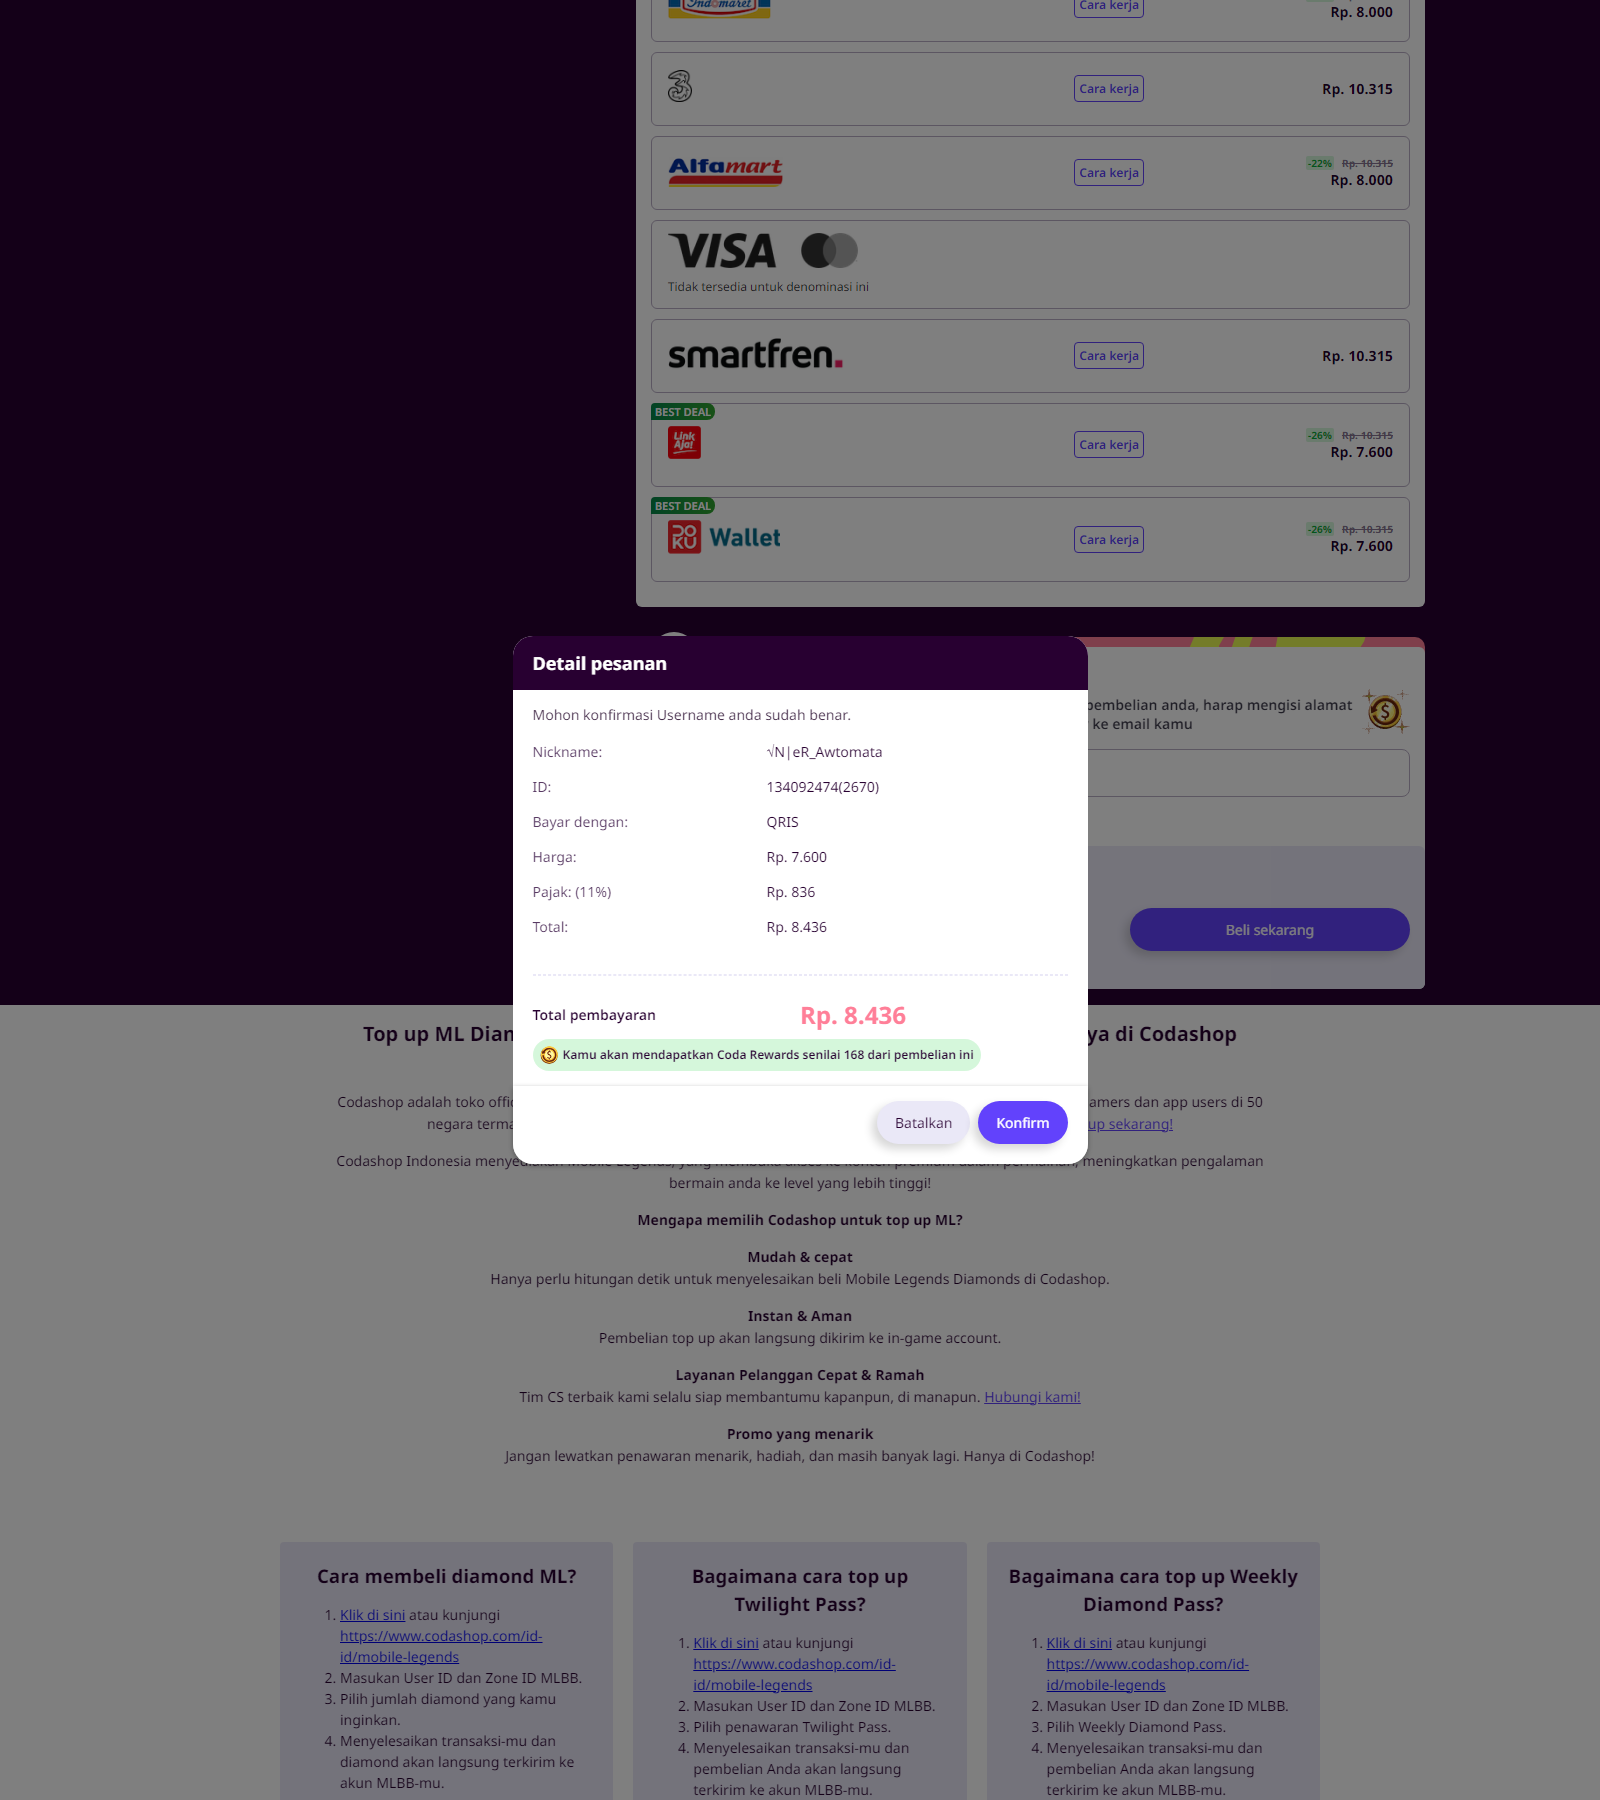 Indomaret
Cara kerja
Rp. 8.000
3
Cara kerja
Rp. 10.315
Alfamart
Cara kerja
-22% Rp. 10.315
Rp. 8.000
VISA
Tidak tersedia untuk denominasi ini
smartfren.
Cara kerja
Rp. 10.315
BEST DEAL
Link
Aja!
Cara kerja
-26% Rp. 10.315
Rp. 7.600
BEST DEAL
DOKU Wallet
Cara kerja
-26% Rp. 10.315
Rp. 7.600
pembelian anda, harap mengisi alamat
ke email kamu
Beli sekarang
Detail pesanan
Mohon konfirmasi Username anda sudah benar.
Nickname: √N|eR_Awtomata
ID: 134092474(2670)
Bayar dengan: QRIS
Harga: Rp. 7.600
Pajak: (11%) Rp. 836
Total: Rp. 8.436
Total pembayaran Rp. 8.436
Kamu akan mendapatkan Coda Rewards senilai 168 dari pembelian ini
Batalkan
Konfirm
Top up ML Dian ya di Codashop
Codashop adalah toko offic amers dan app users di 50
negara terma up sekarang!
Codashop Indonesia menyediakan Mobile Legends, yang membuka akses ke konten premium dalam permainan, meningkatkan pengalaman
bermain anda ke level yang lebih tinggi!
Mengapa memilih Codashop untuk top up ML?
Mudah & cepat
Hanya perlu hitungan detik untuk menyelesaikan beli Mobile Legends Diamonds di Codashop.
Instan & Aman
Pembelian top up akan langsung dikirim ke in-game account.
Layanan Pelanggan Cepat & Ramah
Tim CS terbaik kami selalu siap membantumu kapanpun, di manapun. Hubungi kami!
Promo yang menarik
Jangan lewatkan penawaran menarik, hadiah, dan masih banyak lagi. Hanya di Codashop!
Cara membeli diamond ML?
1. Klik di sini atau kunjungi
https://www.codashop.com/id-
id/mobile-legends
2. Masukan User ID dan Zone ID MLBB.
3. Pilih jumlah diamond yang kamu
inginkan.
4. Menyelesaikan transaksi-mu dan
diamond akan langsung terkirim ke
akun MLBB-mu.
Bagaimana cara top up
Twilight Pass?
1. Klik di sini atau kunjungi
https://www.codashop.com/id-
id/mobile-legends
2. Masukan User ID dan Zone ID MLBB.
3. Pilih penawaran Twilight Pass.
4. Menyelesaikan transaksi-mu dan
pembelian Anda akan langsung
terkirim ke akun MLBB-mu.
Bagaimana cara top up Weekly
Diamond Pass?
1. Klik di sini atau kunjungi
https://www.codashop.com/id-
id/mobile-legends
2. Masukan User ID dan Zone ID MLBB.
3. Pilih Weekly Diamond Pass.
4. Menyelesaikan transaksi-mu dan
pembelian Anda akan langsung
terkirim ke akun MLBB-mu.